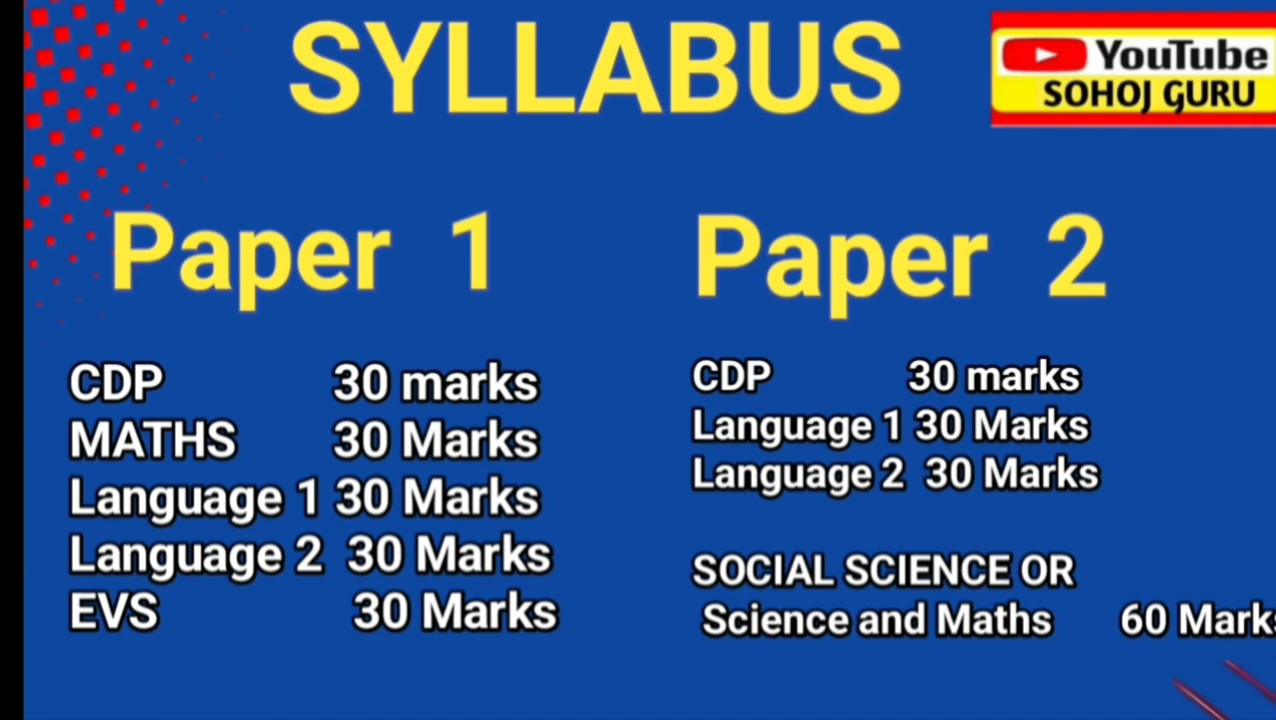 SYLLABUS
YouTube
SOHOJ GURU
Paper 1
CDP 30 marks
MATHS 30 Marks
Language 1 30 Marks
Language 2 30 Marks
EVS 30 Marks
Paper 2
CDP 30 marks
Language 1 30 Marks
Language 2 30 Marks
SOCIAL SCIENCE OR
Science and Maths 60 Marks